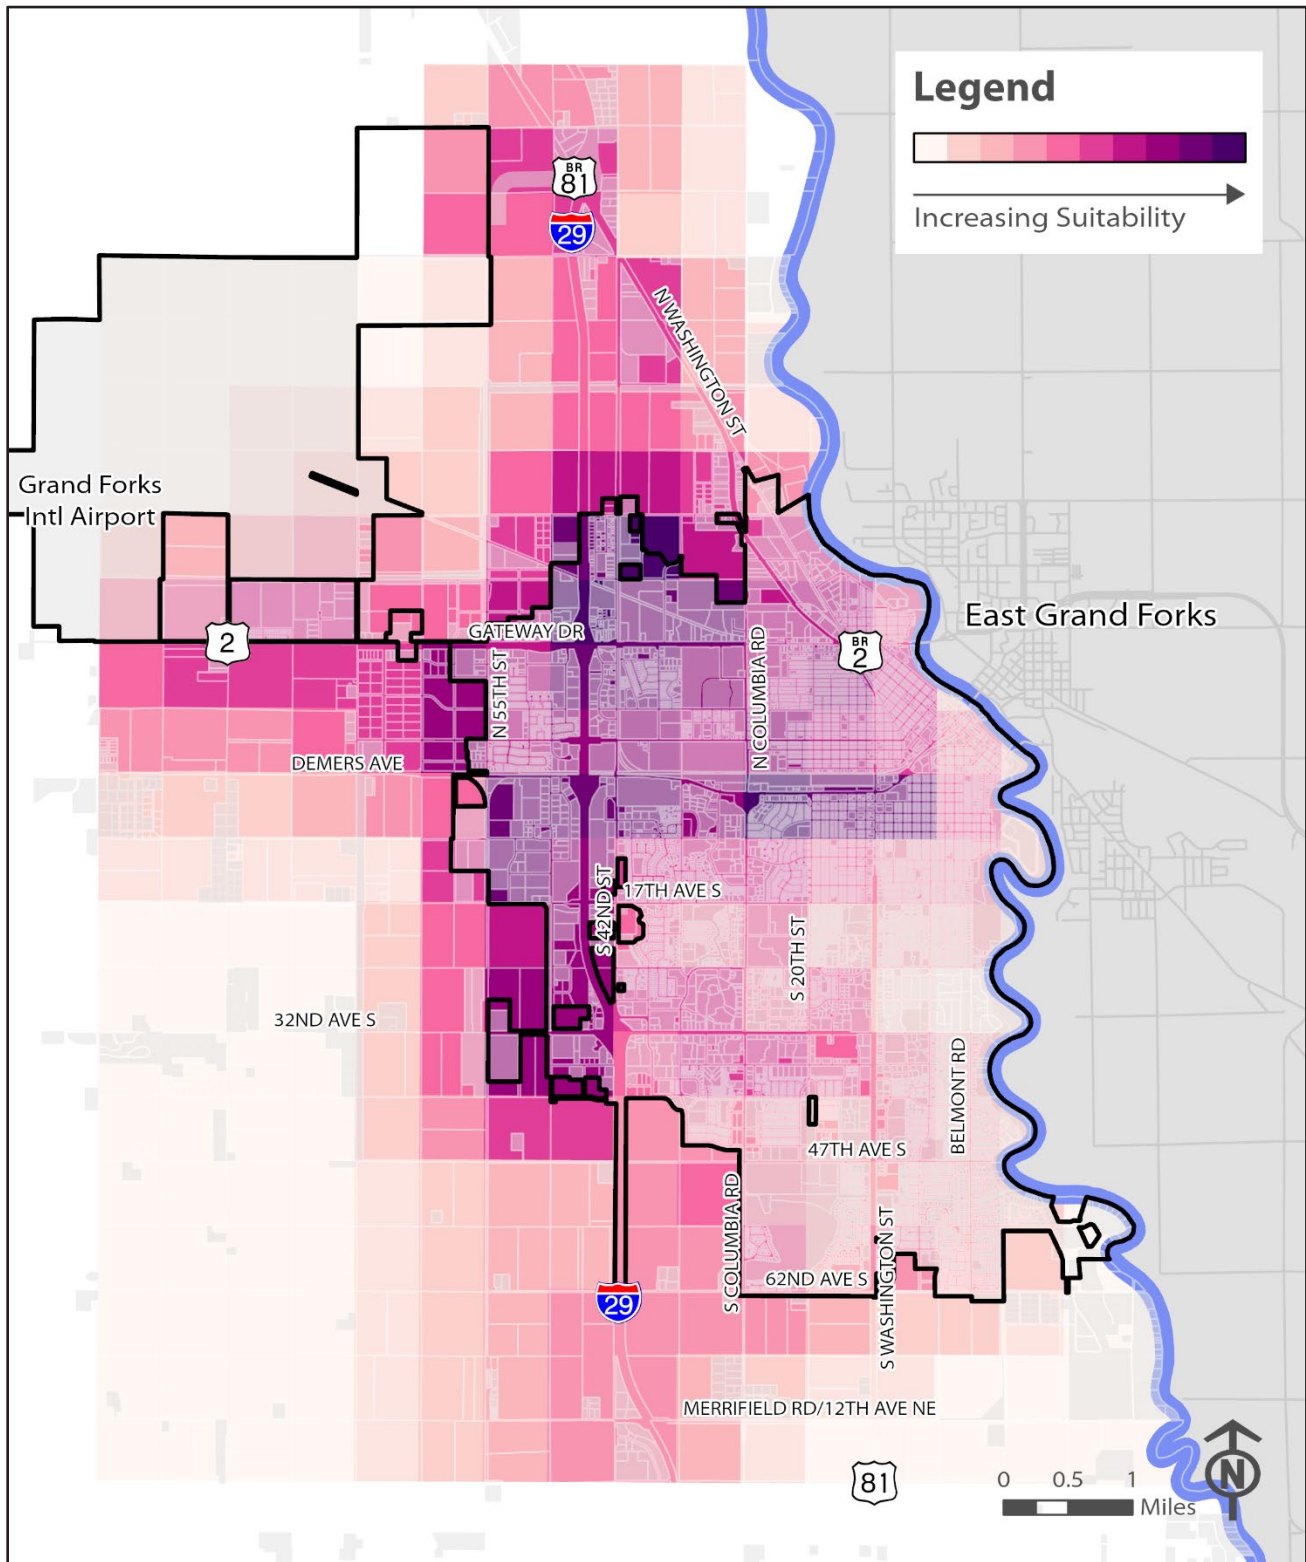 Legend
Increasing Suitability
BR
81
29
N WASHINGTON ST
Grand Forks
Intl Airport
East Grand Forks
2
GATEWAY DR
BR
2
N 55TH ST
N COLUMBIA RD
DEMERS AVE
17TH AVE S
S 42ND ST
S 20TH ST
32ND AVE S
BELMONT RD
47TH AVE S
S COLUMBIA RD
S WASHINGTON ST
62ND AVE S
29
MERRIFIELD RD/12TH AVE NE
81
0 0.5 1
Miles
N